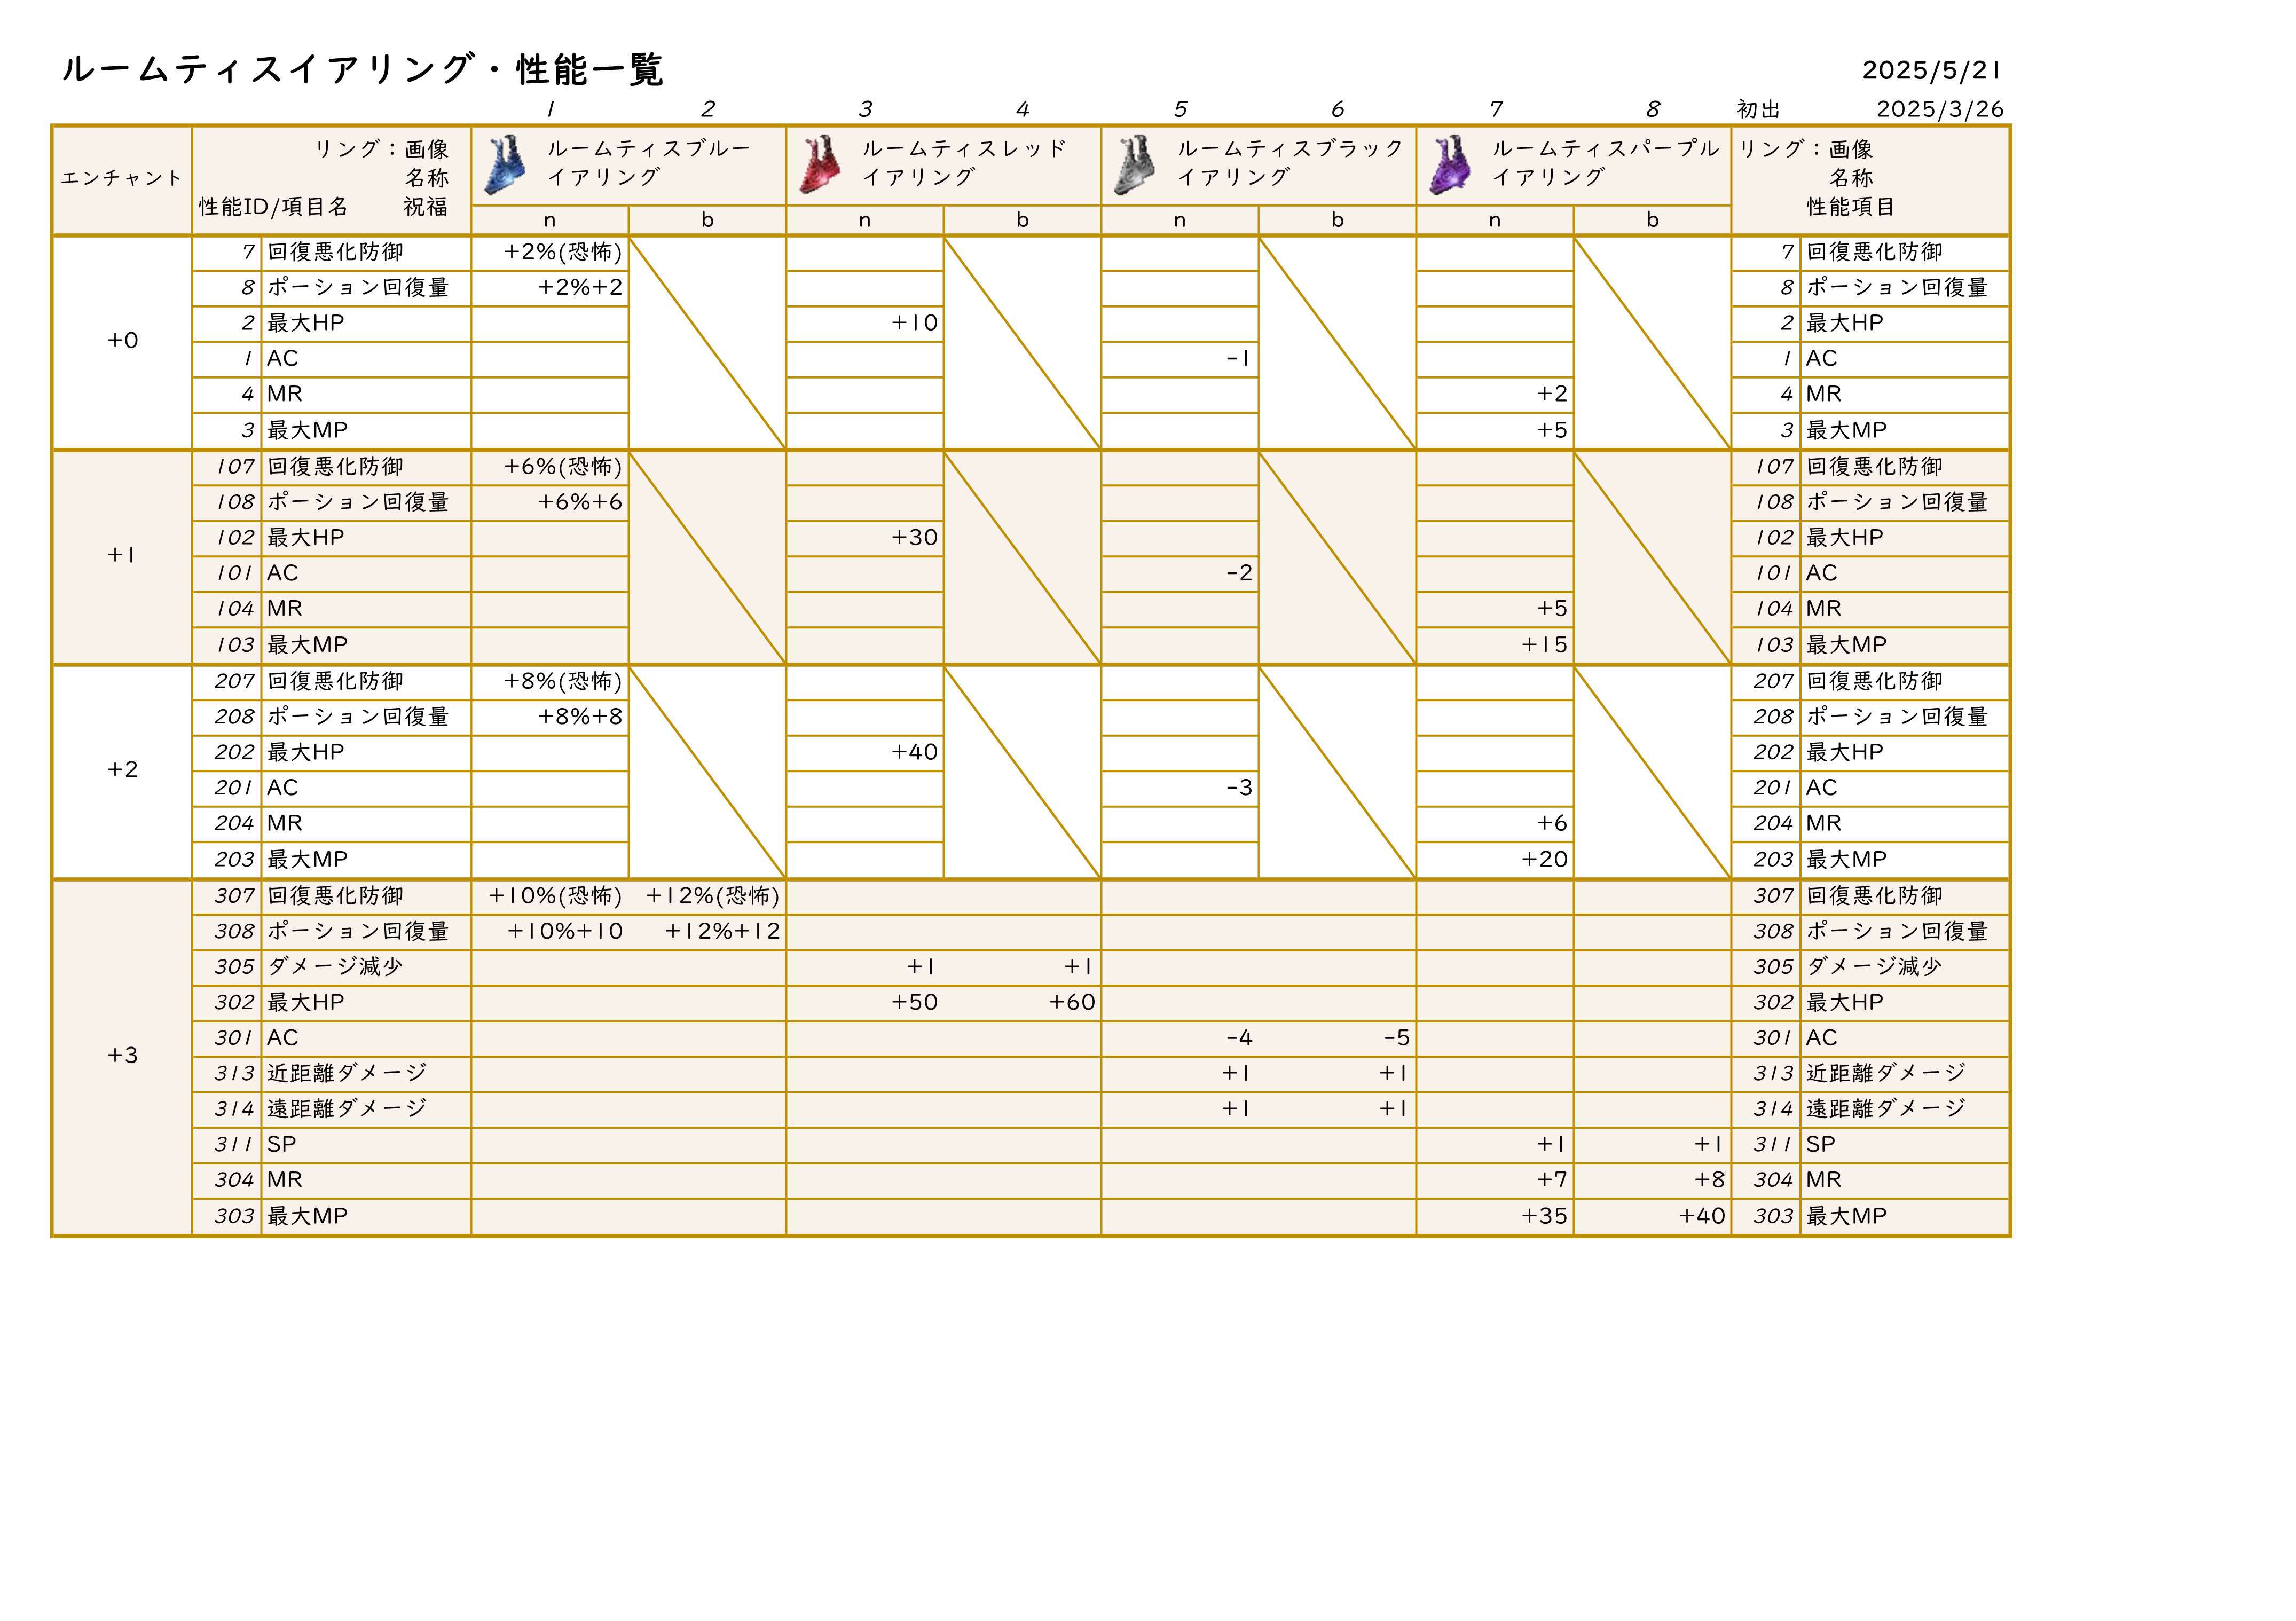 ルームティスイアリング・性能一覧 2025/5/21
1 2 3 4 5 6 7 8 初出 2025/3/26
エンチャント リング：画像 名称 性能ID/項目名 祝福 ルームティスブルーイアリング ルームティスレッドイアリング ルームティスブラックイアリング ルームティスパープルイアリング リング：画像 名称 性能項目
n b n b n b n b
+0
7 回復悪化防御 +2%(恐怖) 7 回復悪化防御
8 ポーション回復量 +2%+2 8 ポーション回復量
2 最大HP +10 2 最大HP
1 AC -1 1 AC
4 MR +2 4 MR
3 最大MP +5 3 最大MP
+1
107 回復悪化防御 +6%(恐怖) 107 回復悪化防御
108 ポーション回復量 +6%+6 108 ポーション回復量
102 最大HP +30 102 最大HP
101 AC -2 101 AC
104 MR +5 104 MR
103 最大MP +15 103 最大MP
+2
207 回復悪化防御 +8%(恐怖) 207 回復悪化防御
208 ポーション回復量 +8%+8 208 ポーション回復量
202 最大HP +40 202 最大HP
201 AC -3 201 AC
204 MR +6 204 MR
203 最大MP +20 203 最大MP
+3
307 回復悪化防御 +10%(恐怖) +12%(恐怖) 307 回復悪化防御
308 ポーション回復量 +10%+10 +12%+12 308 ポーション回復量
305 ダメージ減少 +1 +1 305 ダメージ減少
302 最大HP +50 +60 302 最大HP
301 AC -4 -5 301 AC
313 近距離ダメージ +1 +1 313 近距離ダメージ
314 遠距離ダメージ +1 +1 314 遠距離ダメージ
311 SP +1 +1 311 SP
304 MR +7 +8 304 MR
303 最大MP +35 +40 303 最大MP